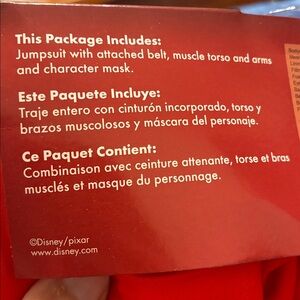 This Package Includes:
Jumpsuit with attached belt, muscle torso and arms
and character mask.
Este Paquete Incluye:
Traje entero con cinturón incorporado, torso y
brazos musculosos y máscara del personaje.
Ce Paquet Contient:
Combinaison avec ceinture attenante, torse et bras
musclés et masque du personnage.
©Disney/pixar
www.disney.com